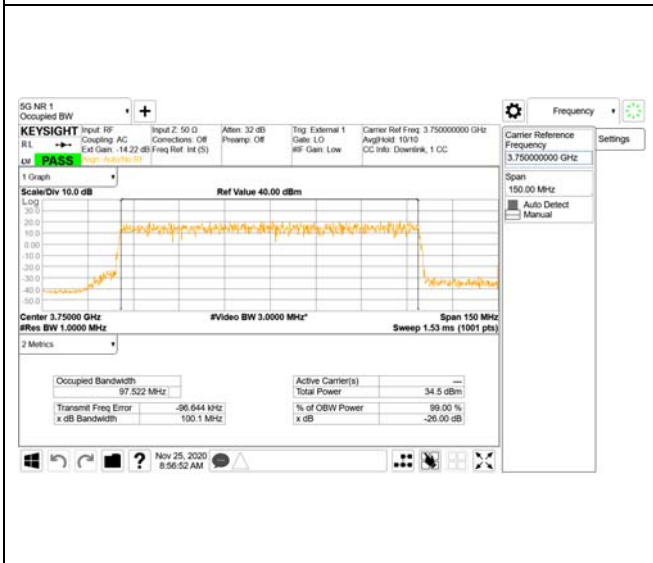 5G NR 1
Occupied BW
+
Frequency
KEYSIGHT
RL
PASS
Input: RF
Coupling: AC
Ext Gain: -14.22 dB
Align: Auto/No RF
Input Z: 50 Ω
Corrections: Off
Freq Ref: Int (S)
Atten: 32 dB
Preamp: Off
Trig: External 1
Gate: LO
#IF Gain: Low
Carrier Ref Freq: 3.750000000 GHz
Avg|Hold: 10/10
CC Info: Downlink, 1 CC
Carrier Reference
Frequency
3.750000000 GHz
Settings
Span
150.00 MHz
Auto Detect
Manual
1 Graph
Scale/Div 10.0 dB
Ref Value 40.00 dBm
Log
30.0
20.0
10.0
0.00
-10.0
-20.0
-30.0
-40.0
-50.0
Center 3.75000 GHz
#Video BW 3.0000 MHz*
Span 150 MHz
#Res BW 1.0000 MHz
Sweep 1.53 ms (1001 pts)
2 Metrics
Occupied Bandwidth
97.522 MHz
Transmit Freq Error -96.644 kHz
x dB Bandwidth 100.1 MHz
Active Carrier(s) ---
Total Power 34.5 dBm
% of OBW Power 99.00 %
x dB -26.00 dB
?
Nov 25, 2020
8:56:52 AM